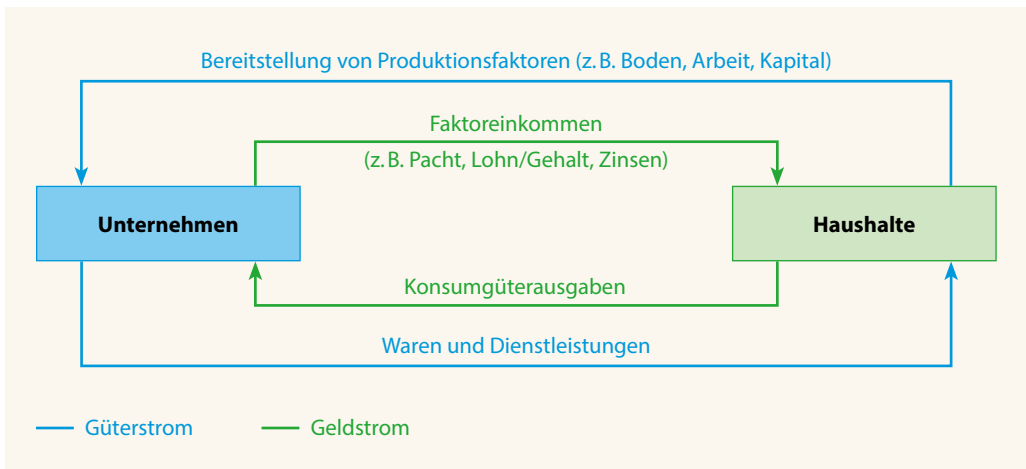 Bereitstellung von Produktionsfaktoren (z. B. Boden, Arbeit, Kapital)
Faktoreinkommen
(z. B. Pacht, Lohn/Gehalt, Zinsen)
Unternehmen
Haushalte
Konsumgüterausgaben
Waren und Dienstleistungen
Güterstrom
Geldstrom